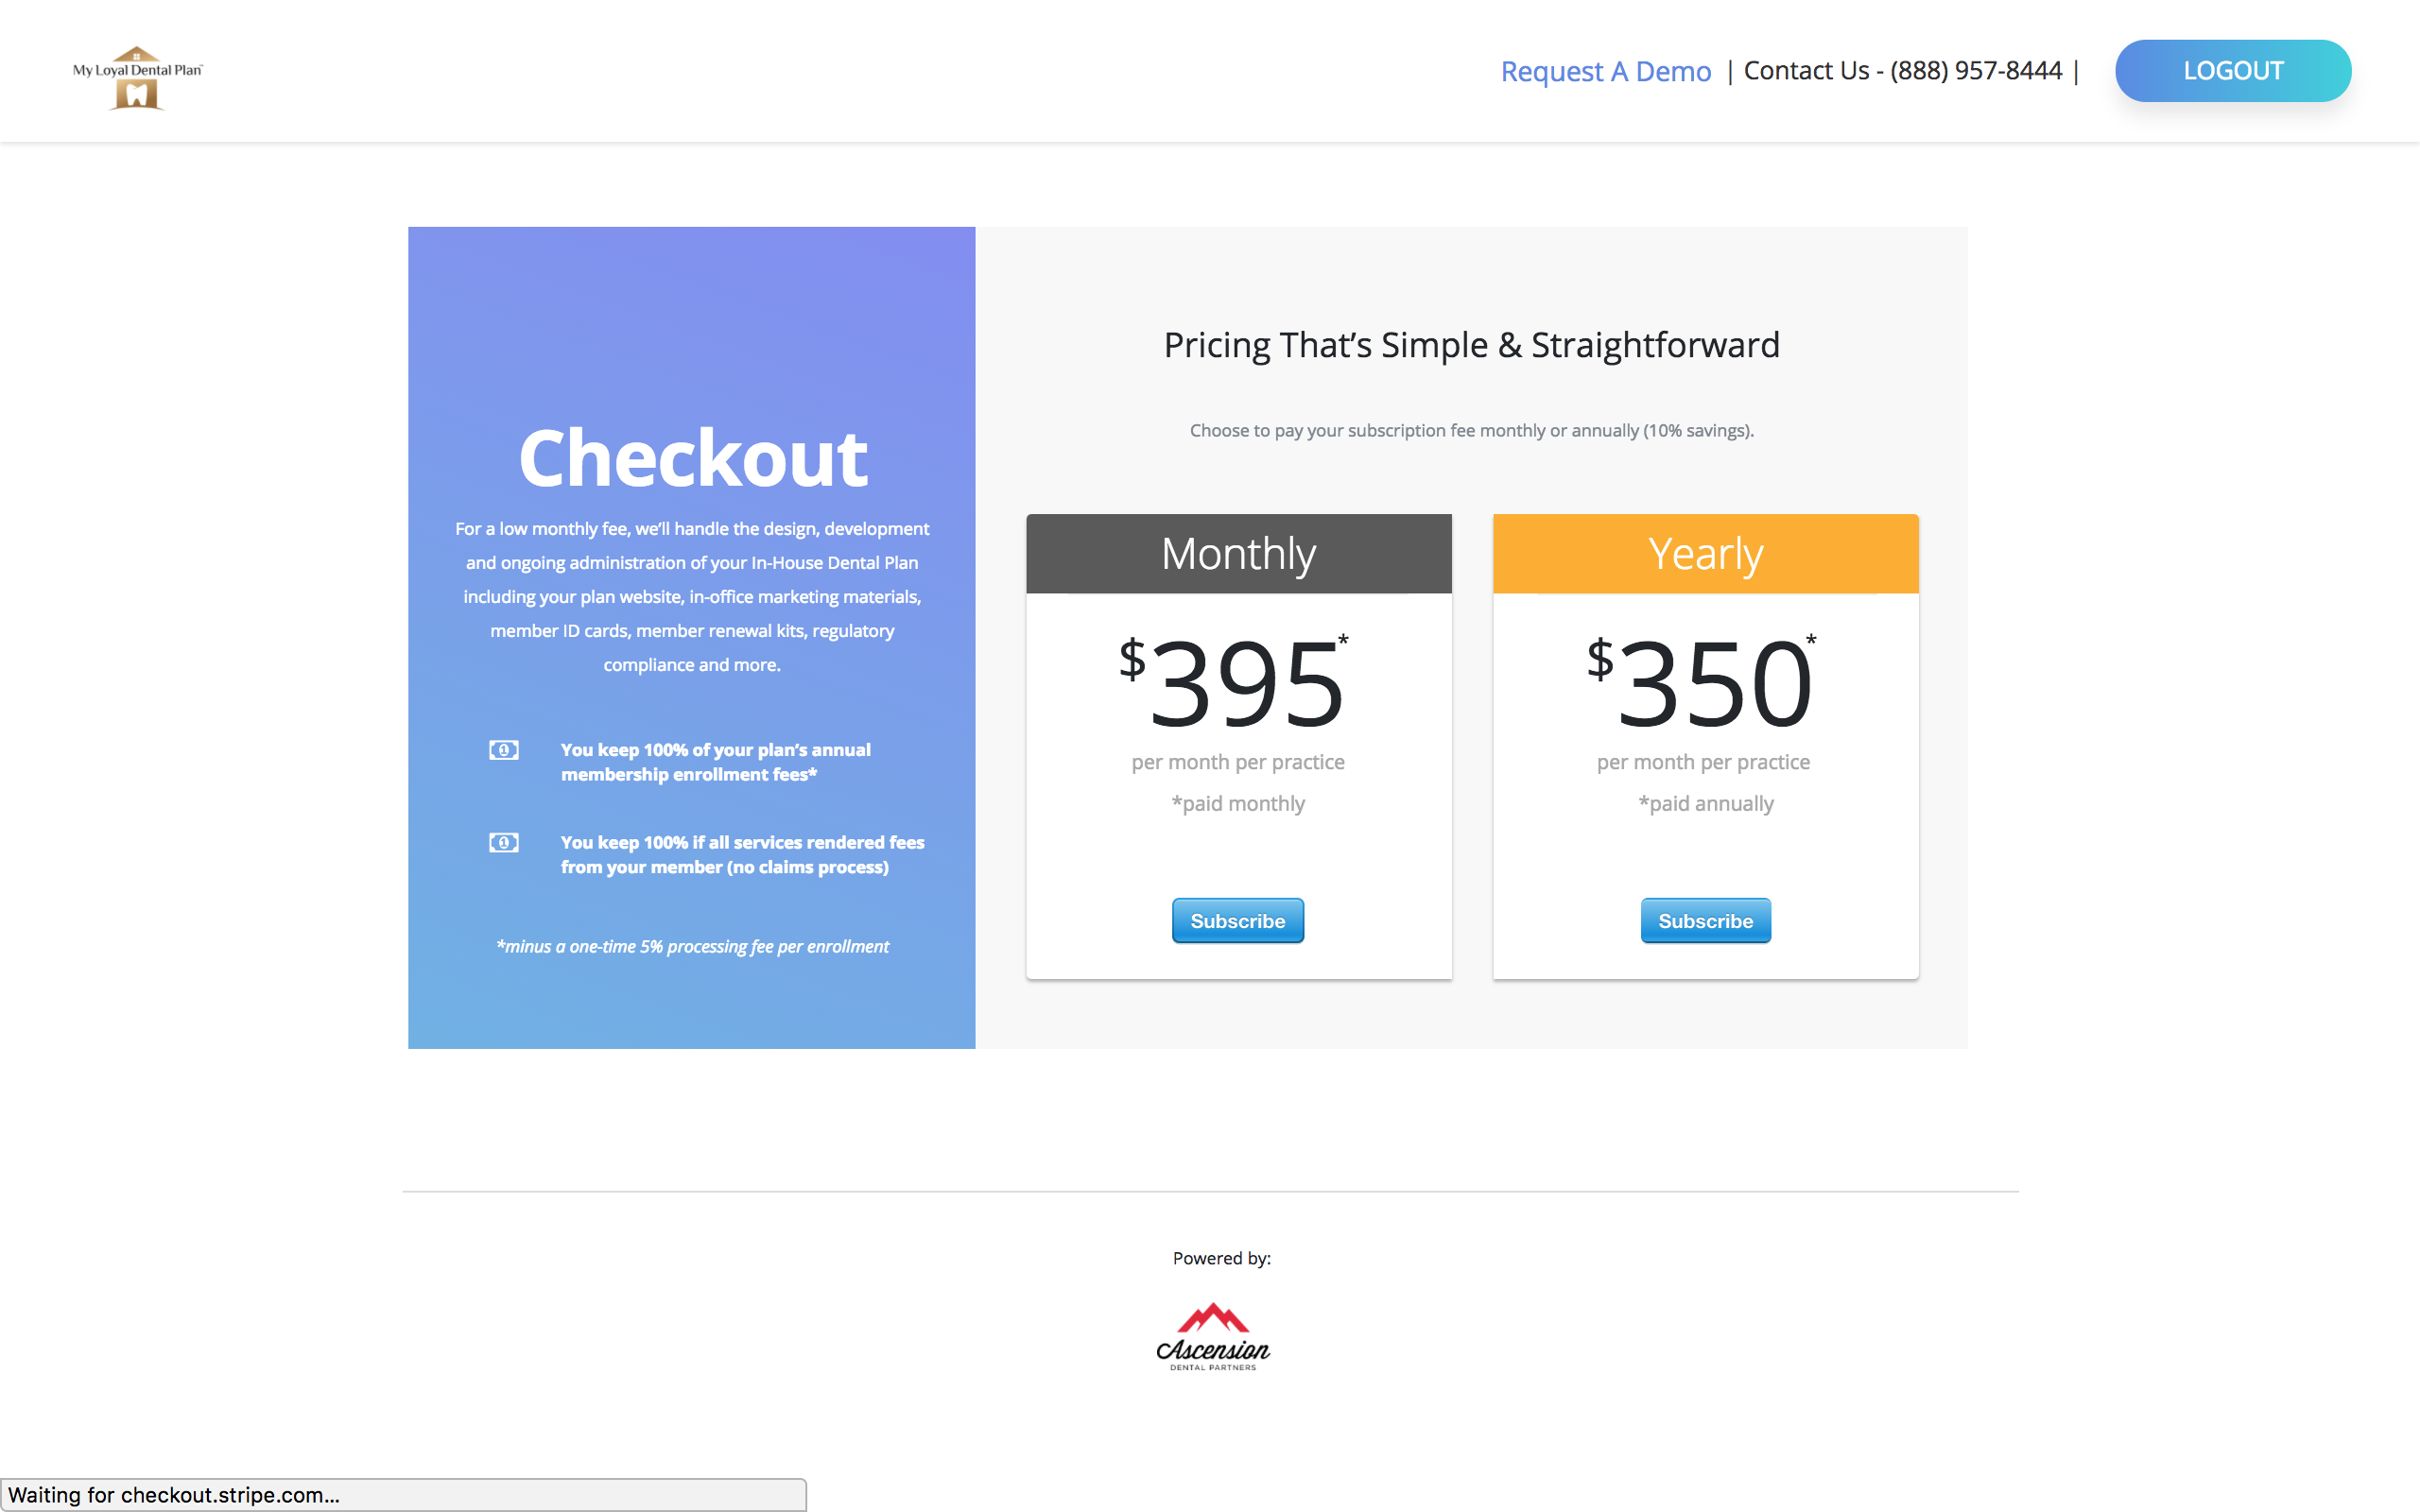 My Loyal Dental Plan™
Request A Demo | Contact Us - (888) 957-8444 |
LOGOUT
Checkout
For a low monthly fee, we’ll handle the design, development
and ongoing administration of your In-House Dental Plan
including your plan website, in-office marketing materials,
member ID cards, member renewal kits, regulatory
compliance and more.
You keep 100% of your plan’s annual
membership enrollment fees*
You keep 100% if all services rendered fees
from your member (no claims process)
*minus a one-time 5% processing fee per enrollment
Pricing That’s Simple & Straightforward
Choose to pay your subscription fee monthly or annually (10% savings).
Monthly
$395*
per month per practice
*paid monthly
Subscribe
Yearly
$350*
per month per practice
*paid annually
Subscribe
Powered by:
Ascension
DENTAL PARTNERS
Waiting for checkout.stripe.com...